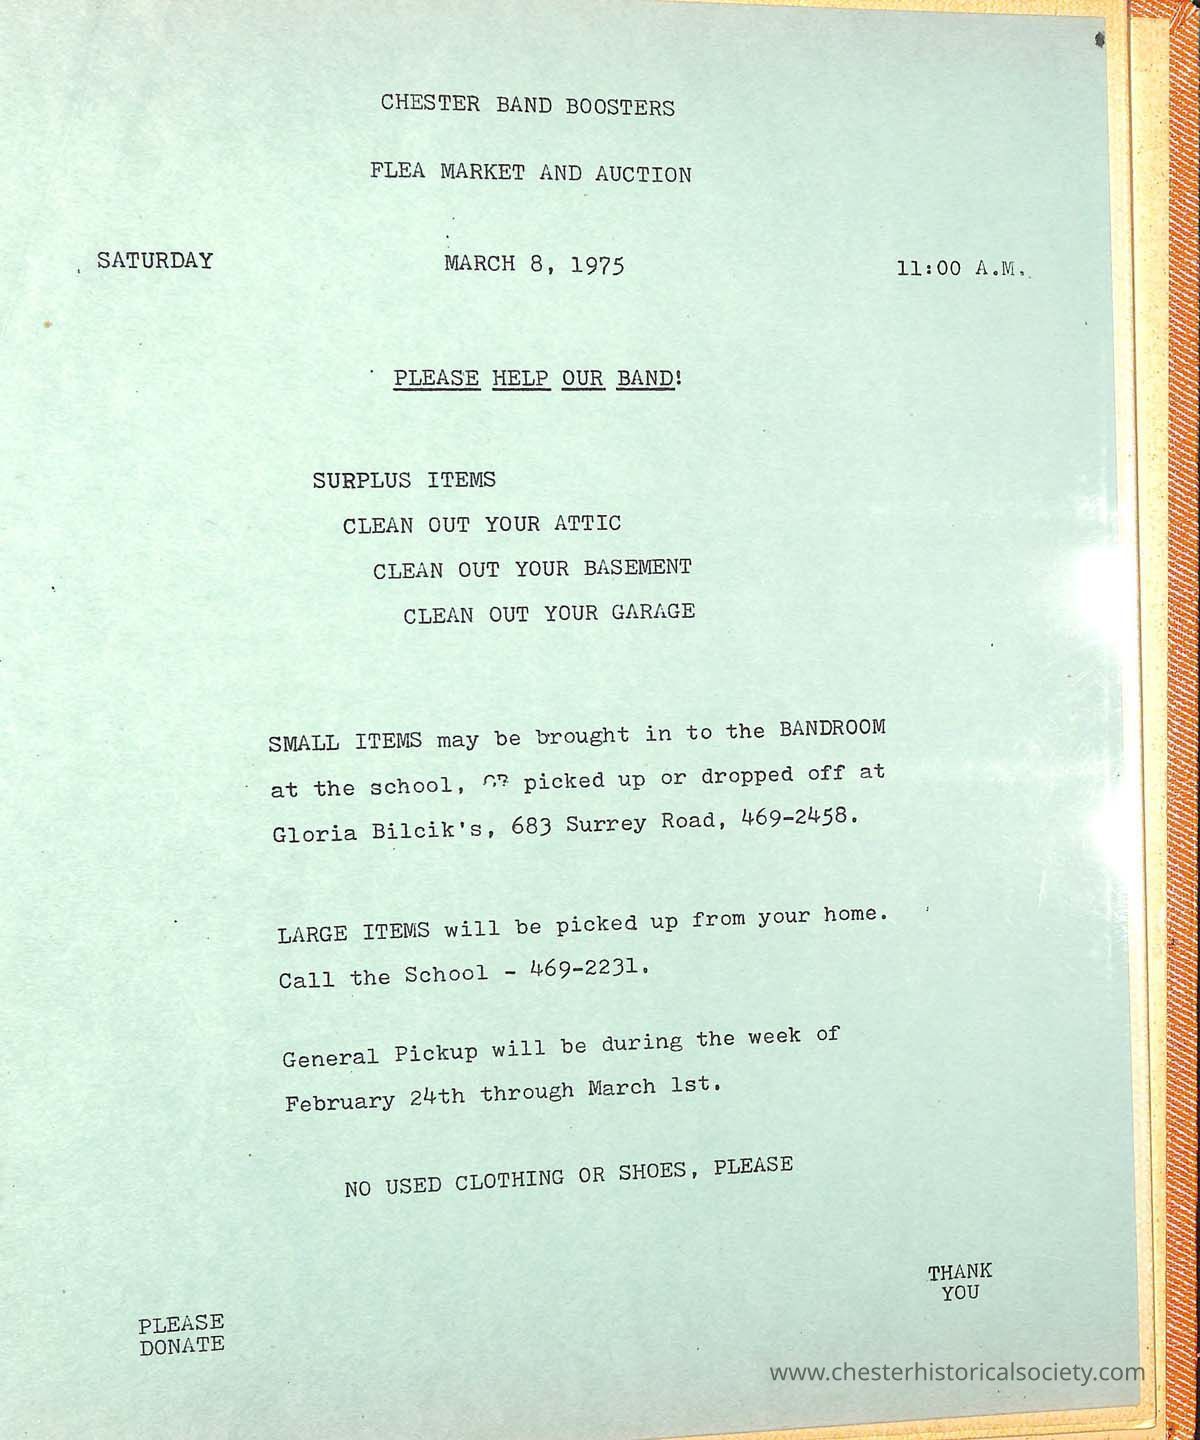 CHESTER BAND BOOSTERS
FLEA MARKET AND AUCTION
SATURDAY MARCH 8, 1975 11:00 A.M.
PLEASE HELP OUR BAND!
SURPLUS ITEMS
CLEAN OUT YOUR ATTIC
CLEAN OUT YOUR BASEMENT
CLEAN OUT YOUR GARAGE
SMALL ITEMS may be brought in to the BANDROOM
at the school, picked up or dropped off at
Gloria Bilcik's, 683 Surrey Road, 469-2458.
LARGE ITEMS will be picked up from your home.
Call the School - 469-2231.
General Pickup will be during the week of
February 24th through March 1st.
NO USED CLOTHING OR SHOES, PLEASE
THANK
YOU
PLEASE
DONATE
www.chesterhistoricalsociety.com